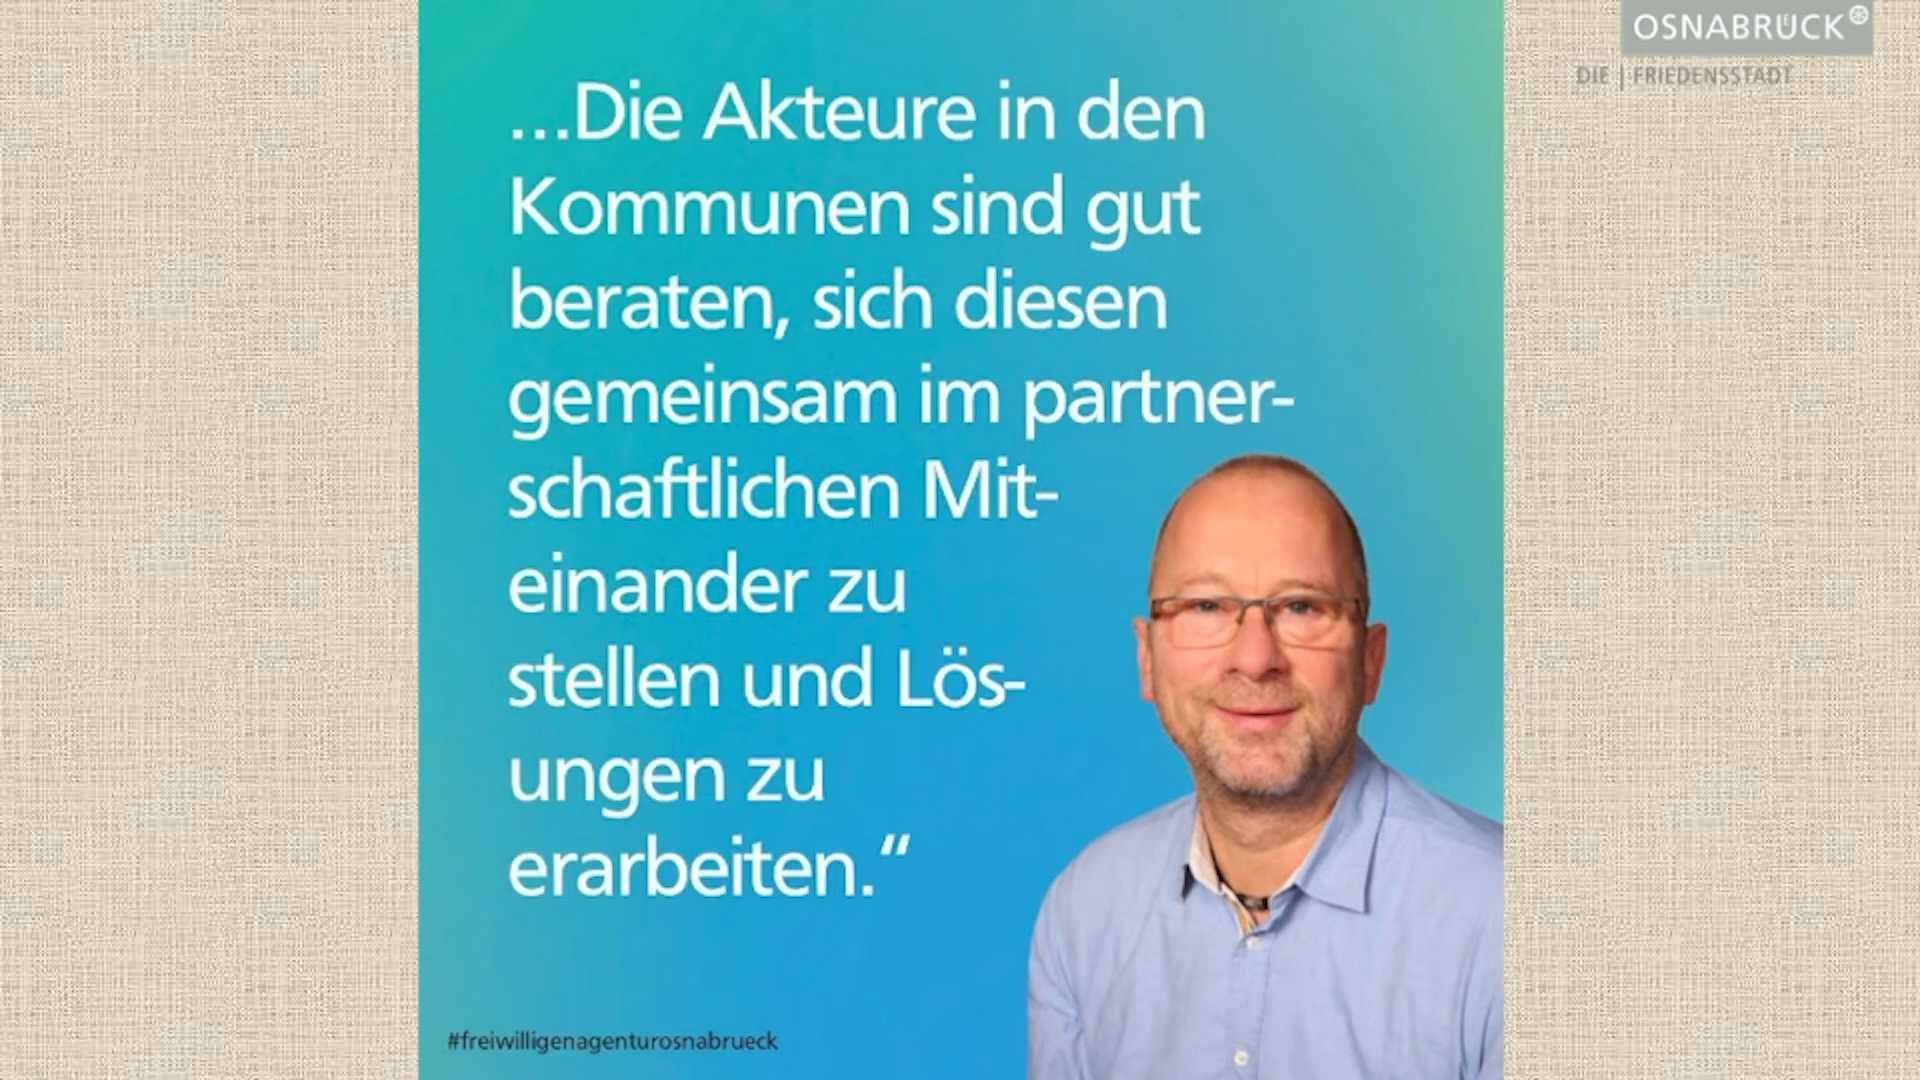 OSNABRÜCK
DIE | FRIEDENSSTADT
...Die Akteure in den
Kommunen sind gut
beraten, sich diesen
gemeinsam im partner-
schaftlichen Mit-
einander zu
stellen und Lös-
ungen zu
erarbeiten.“
#freiwilligenagenturosnabrueck